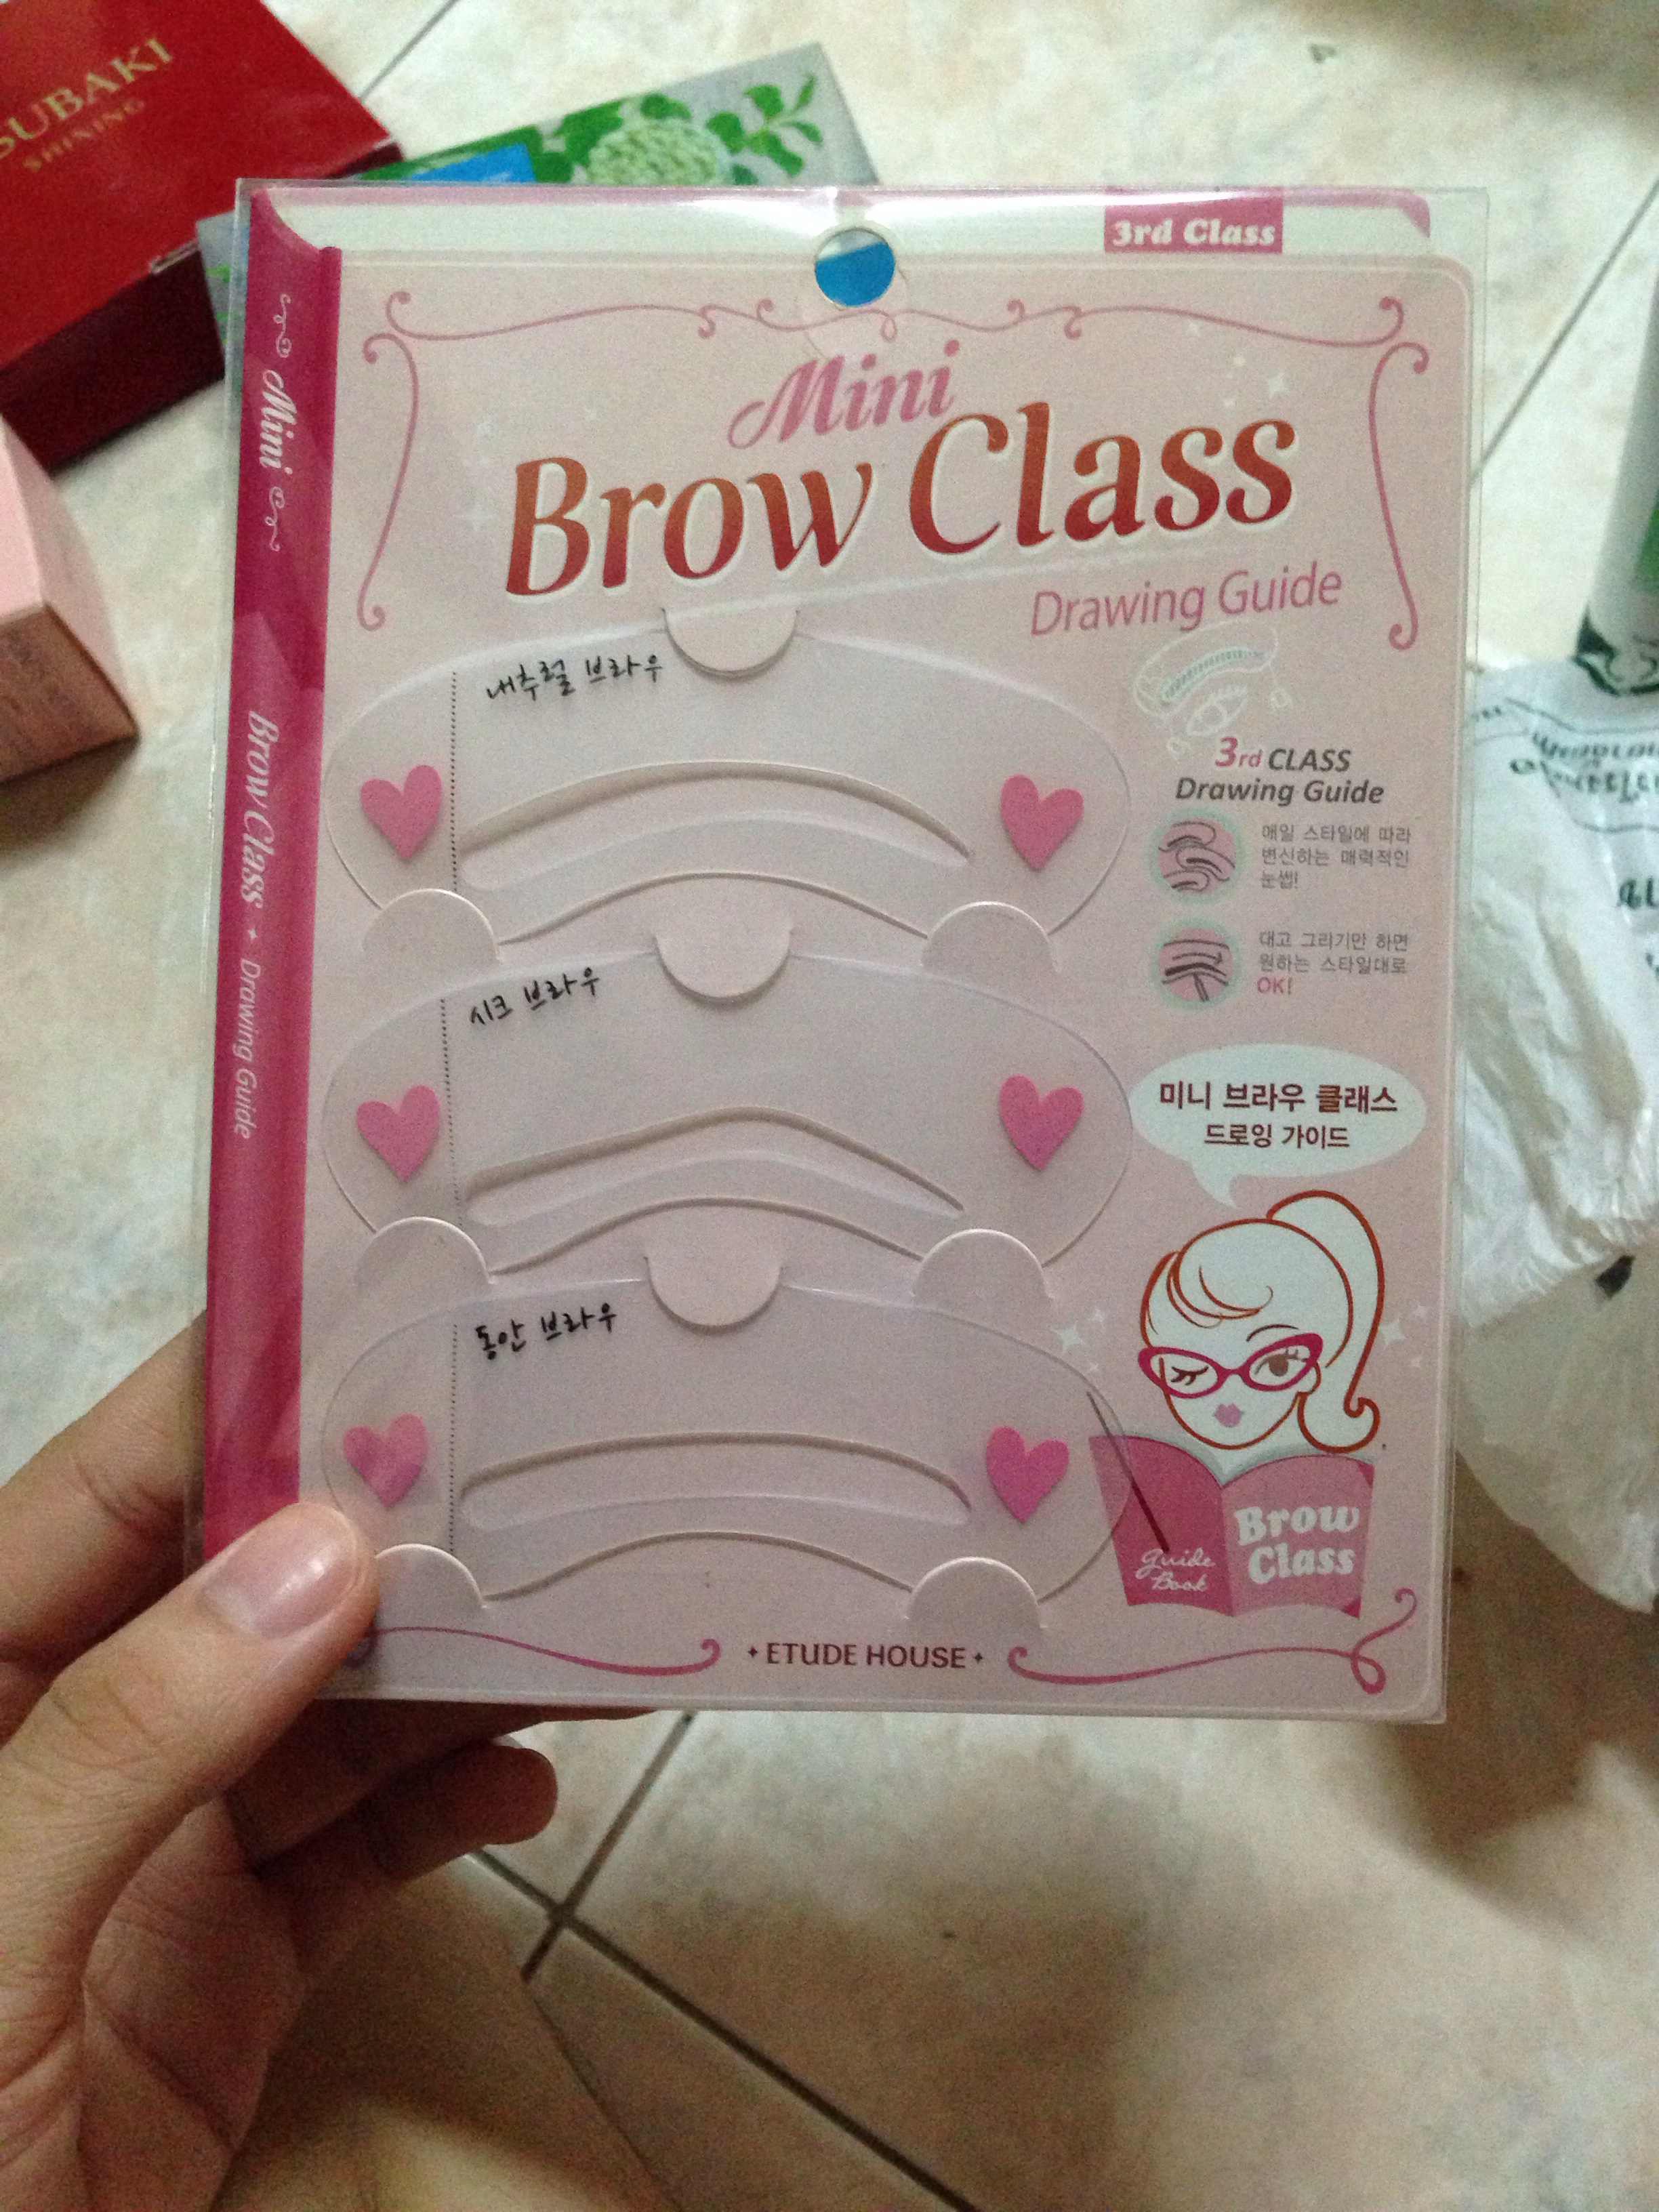 SUBAKI
SHINING
3rd Class
Mini
Brow Class
Drawing Guide
Mini
Brow Class + Drawing Guide
내추럴 브라우
시크 브라우
동안 브라우
3rd CLASS
Drawing Guide
매일 스타일에 따라
변신하는 매력적인
눈썹!
대고 그리기만 하면
원하는 스타일대로
OK!
미니 브라우 클래스
드로잉 가이드
Guide
Book
Brow
Class
ETUDE HOUSE